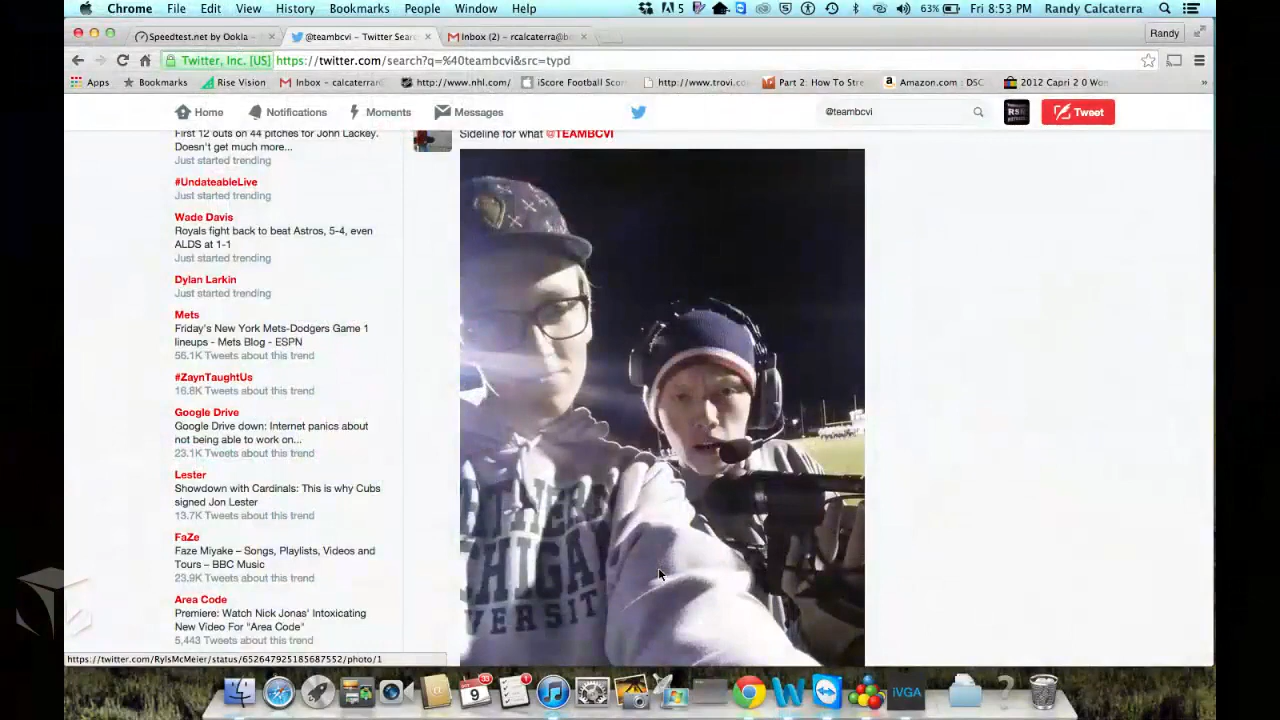 Chrome File Edit View History Bookmarks People Window Help 5 63% Fri 8:53 PM Randy Calcaterra
Speedtest.net by Ookla - @teambcvi - Twitter Sear Inbox (2) - rcalcaterra@b Randy
Twitter, Inc. [US] https://twitter.com/search?q=%40teambcvi&src=typd
Apps Bookmarks Rise Vision Inbox - calcaterran http://www.nhl.com/ iScore Football Sco http://www.trovi.co Part 2: How To Stre Amazon.com : DSC 2012 Capri 2 0 Wo »
Home Notifications Moments Messages @teambcvi Tweet
First 12 outs on 44 pitches for John Lackey.
Doesn't get much more...
Just started trending
#UndateableLive
Just started trending
Wade Davis
Royals fight back to beat Astros, 5-4, even
ALDS at 1-1
Just started trending
Dylan Larkin
Just started trending
Mets
Friday's New York Mets-Dodgers Game 1
lineups - Mets Blog - ESPN
56.1K Tweets about this trend
#ZaynTaughtUs
16.8K Tweets about this trend
Google Drive
Google Drive down: Internet panics about
not being able to work on...
23.1K Tweets about this trend
Lester
Showdown with Cardinals: This is why Cubs
signed Jon Lester
13.7K Tweets about this trend
FaZe
Faze Miyake – Songs, Playlists, Videos and
Tours – BBC Music
23.9K Tweets about this trend
Area Code
Premiere: Watch Nick Jonas' Intoxicating
New Video For "Area Code"
5,443 Tweets about this trend
Sideline for what @TEAMBCVI
https://twitter.com/RylsMcMeier/status/652647925185687552/photo/1
9 33 1 iVGA